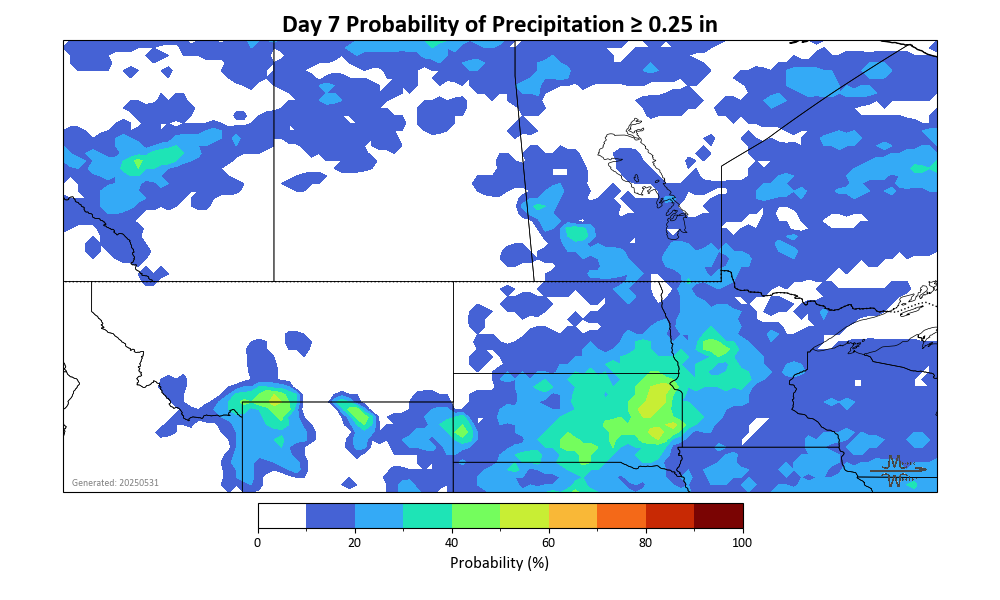 Day 7 Probability of Precipitation ≥ 0.25 in
Generated: 20250531
0 20 40 60 80 100
Probability (%)